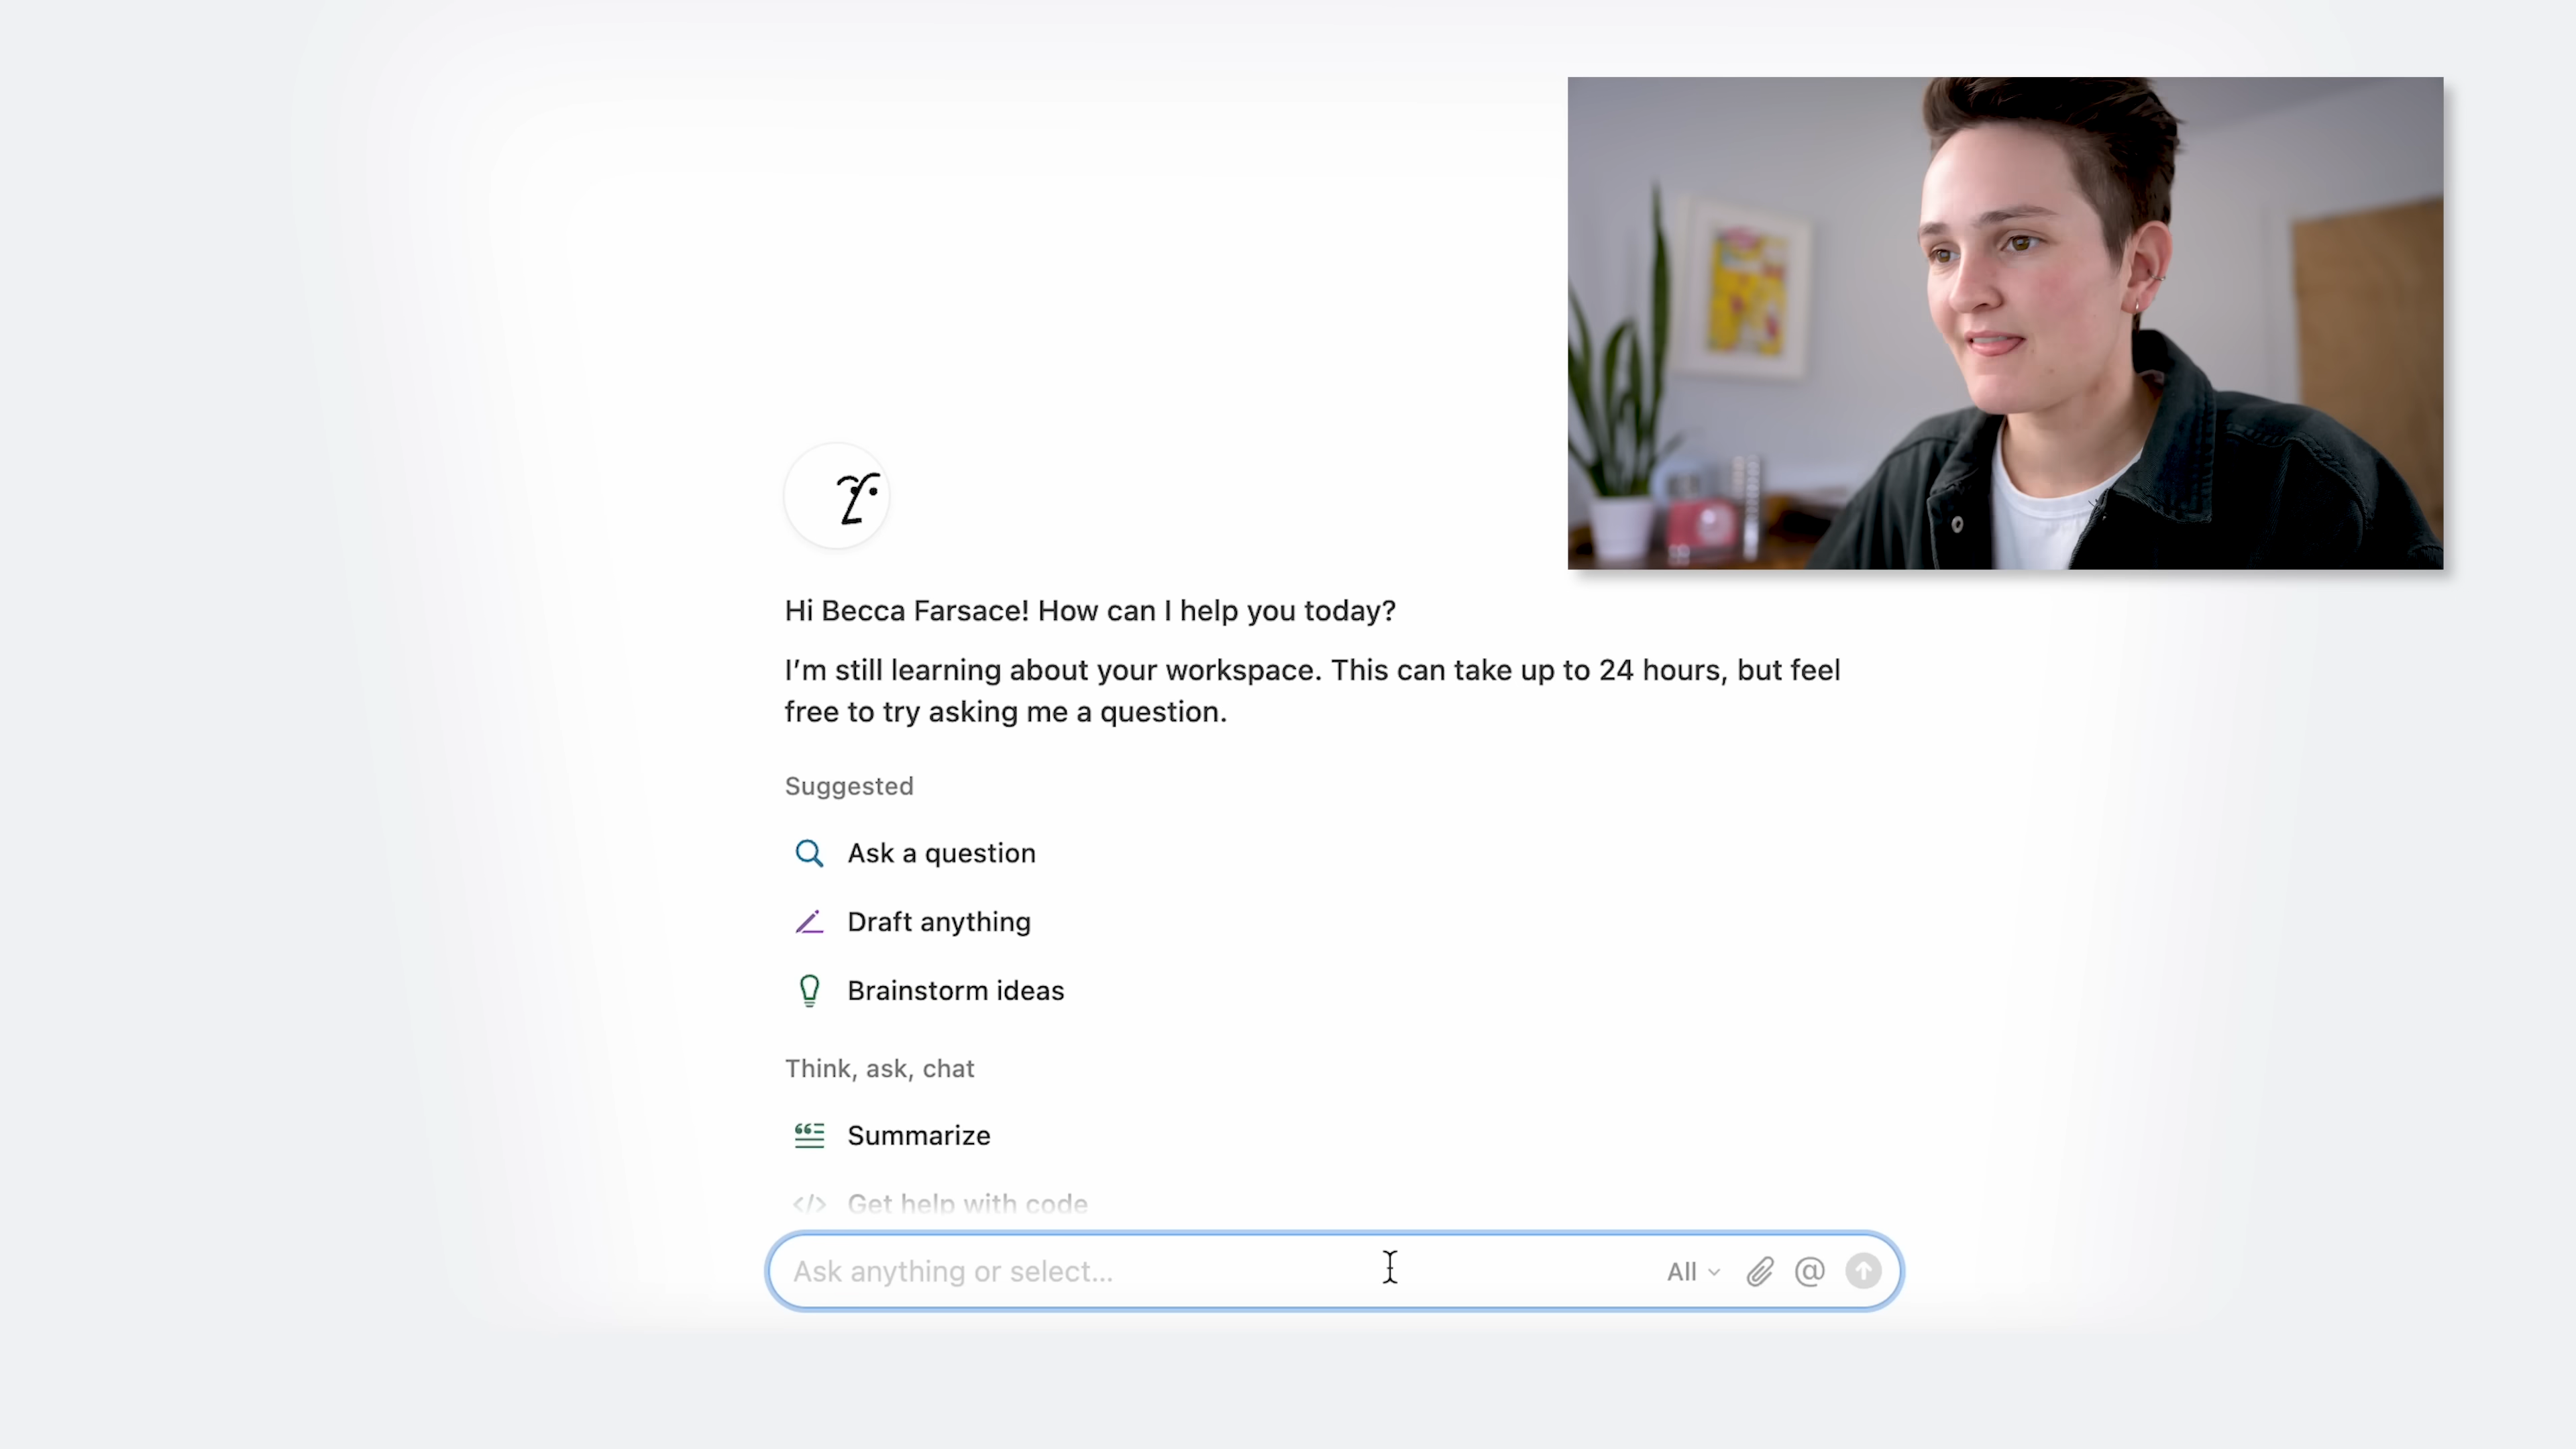 Hi Becca Farsace! How can I help you today?
I’m still learning about your workspace. This can take up to 24 hours, but feel
free to try asking me a question.
Suggested
Ask a question
Draft anything
Brainstorm ideas
Think, ask, chat
Summarize
Get help with code
Ask anything or select...
All